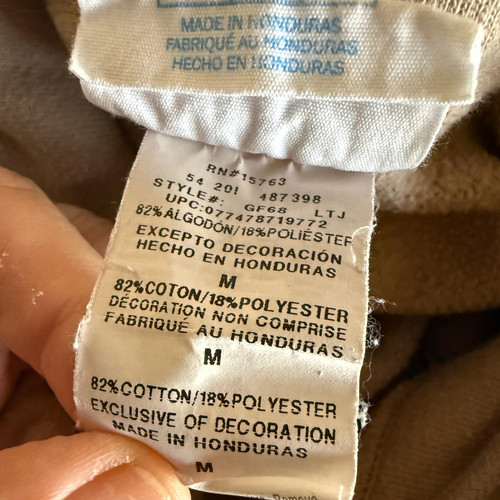 MADE IN HONDURAS
FABRIQUÉ AU HONDURAS
HECHO EN HONDURAS
RN#15763
54 20! 487398
STYLE#: GF68 LTJ
UPC:077478719772
82%ALGODÓN/18%POLIÉSTER
EXCEPTO DECORACIÓN
HECHO EN HONDURAS
M
82%COTON/18%POLYESTER
DÉCORATION NON COMPRISE
FABRIQUÉ AU HONDURAS
M
82%COTTON/18%POLYESTER
EXCLUSIVE OF DECORATION
MADE IN HONDURAS
M